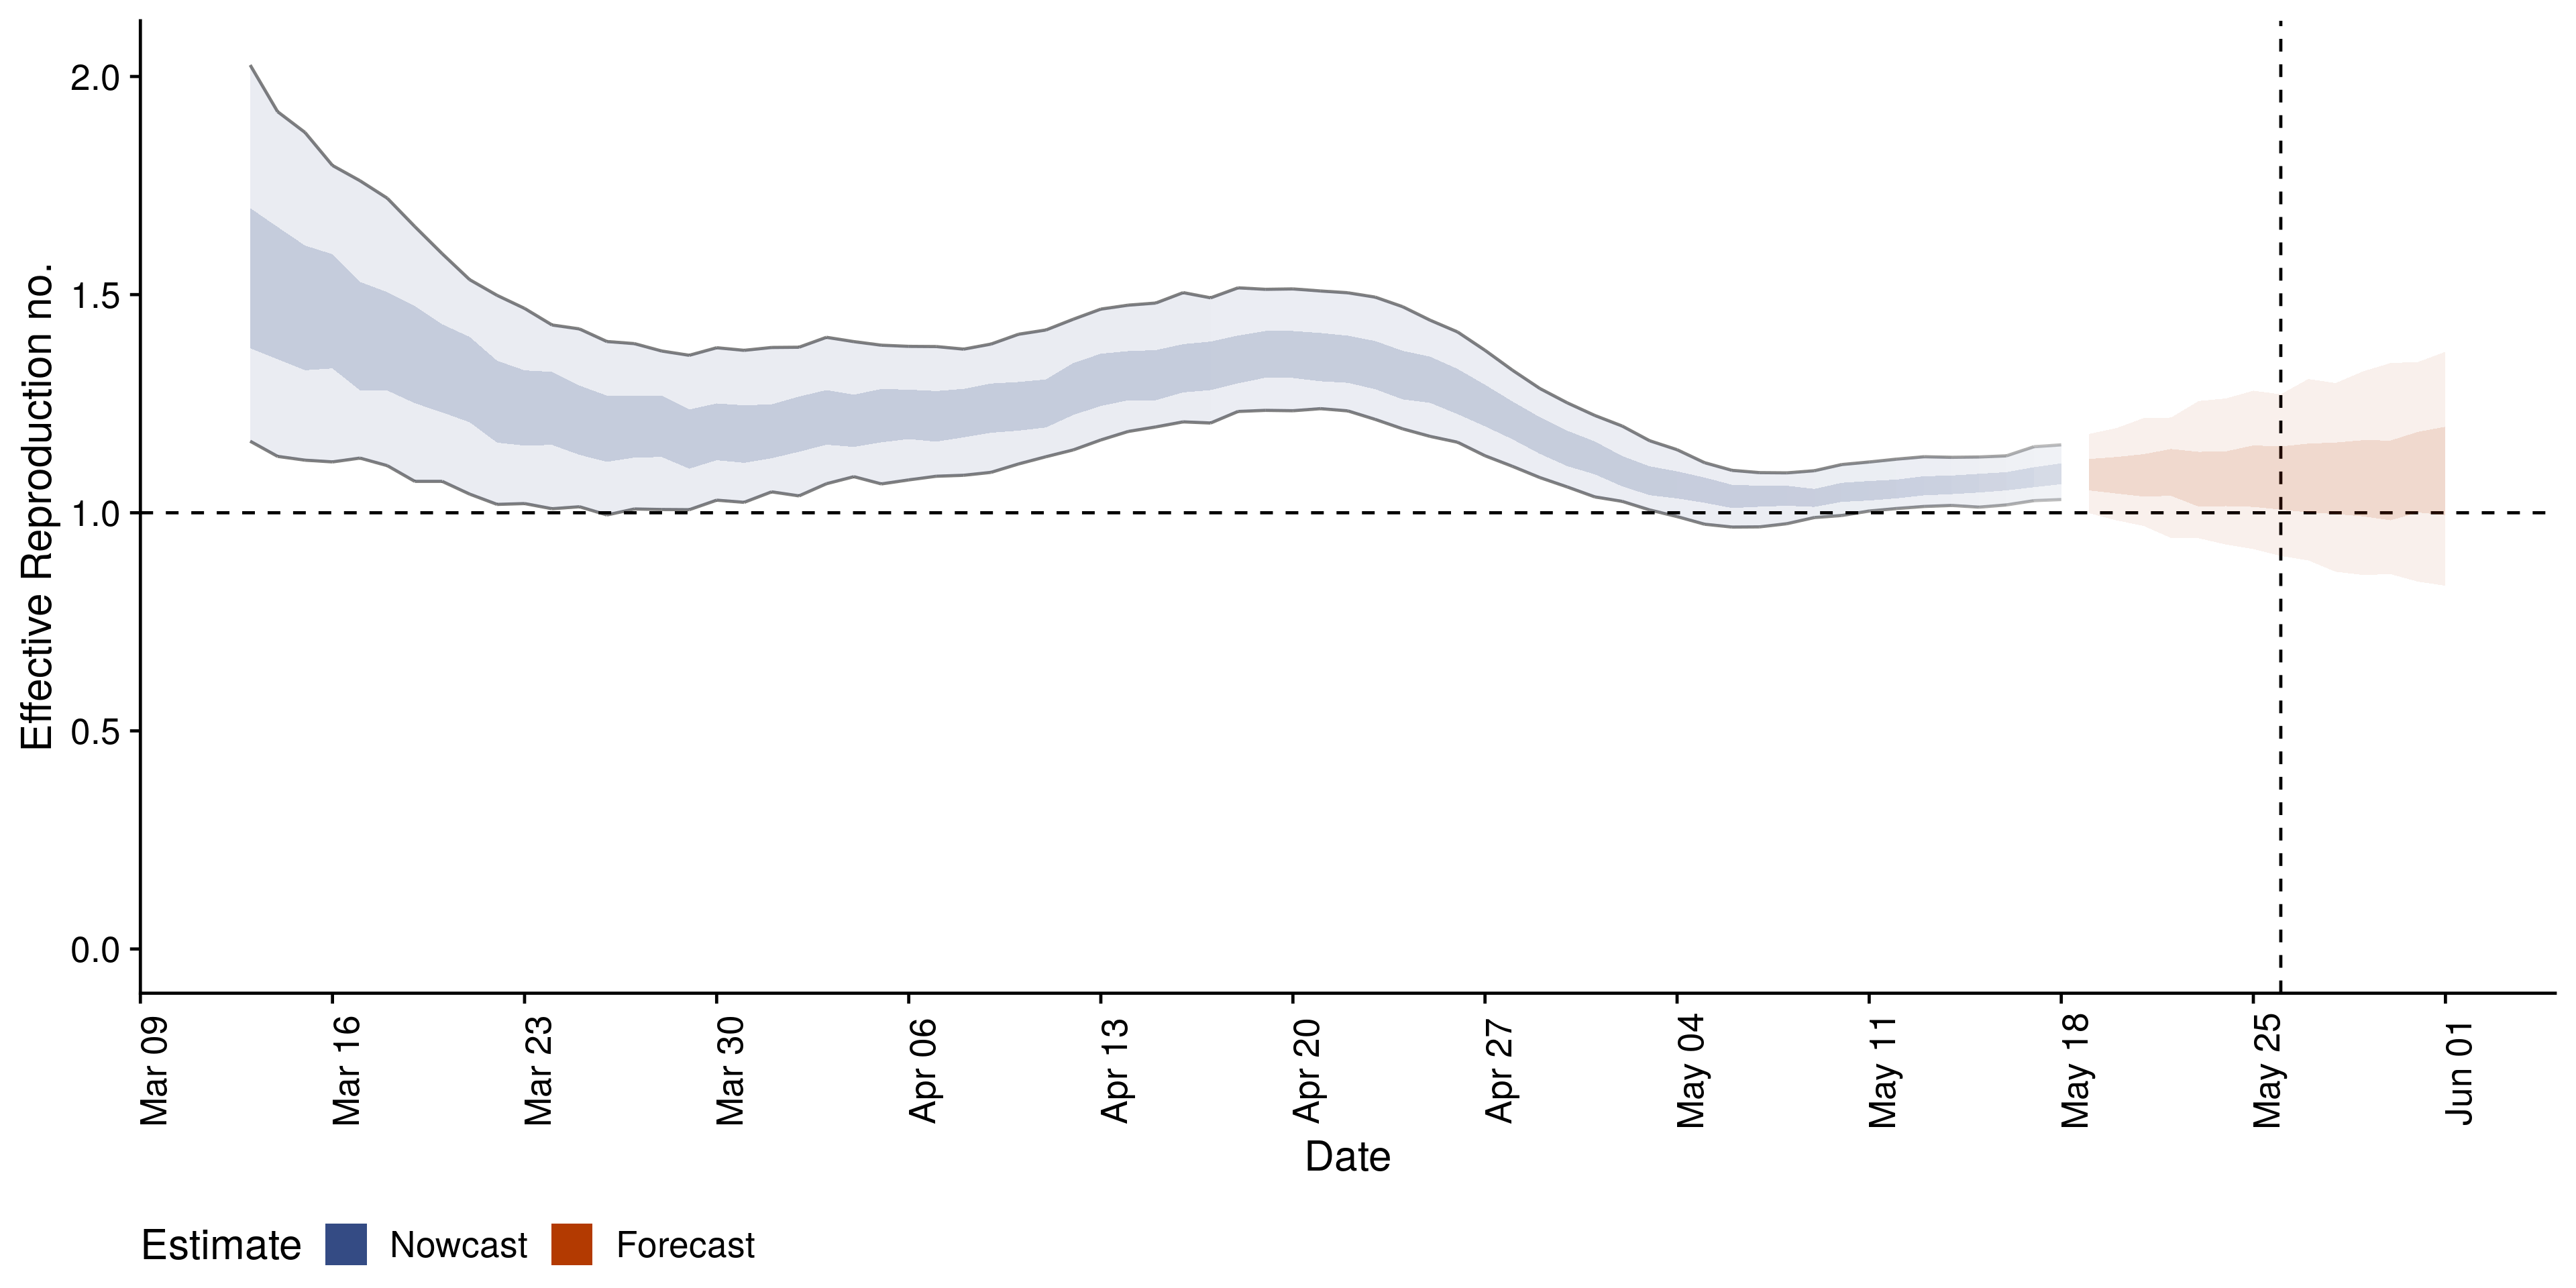 Effective Reproduction no.
2.0
1.5
1.0
0.5
0.0
Mar 09
Mar 16
Mar 23
Mar 30
Apr 06
Apr 13
Apr 20
Apr 27
May 04
May 11
May 18
May 25
Jun 01
Date
Estimate Nowcast Forecast